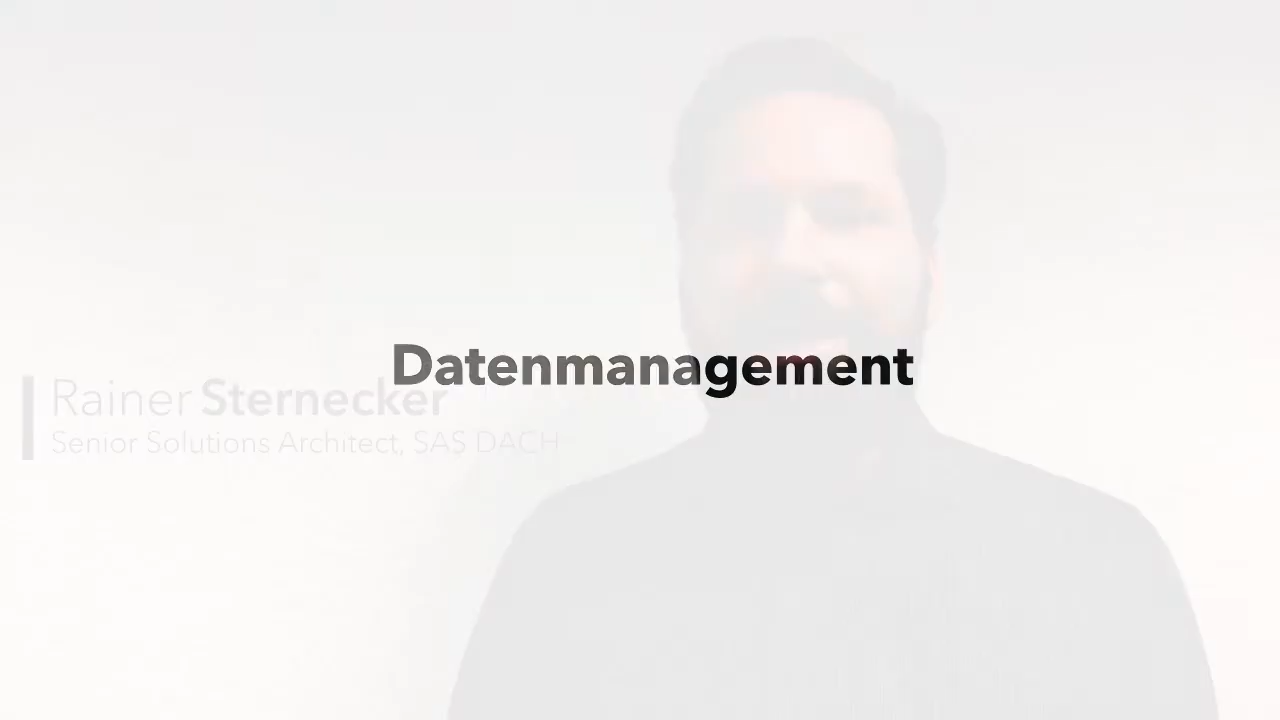 Datenmanagement
Rainer Sternecker
Senior Solutions Architect, SAS DACH